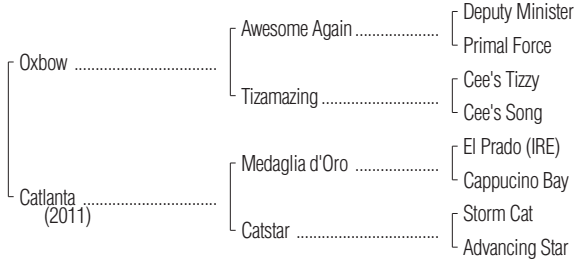 Deputy Minister
Awesome Again ....................
Primal Force
Oxbow ..................................
Cee's Tizzy
Tizamazing ............................
Cee's Song
El Prado (IRE)
Medaglia d'Oro ....................
Cappucino Bay
Catlanta ................................
(2011)
Storm Cat
Catstar ..................................
Advancing Star